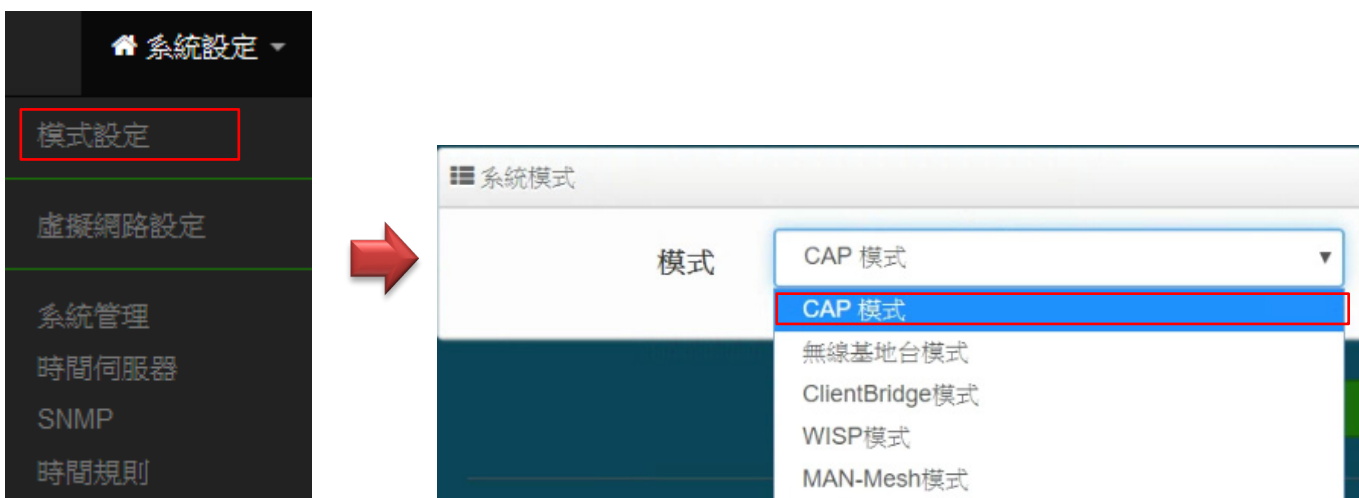 系統設定
模式設定
虛擬網路設定
系統管理
時間伺服器
SNMP
時間規則
系統模式
模式
CAP 模式
CAP 模式
無線基地台模式
ClientBridge模式
WISP模式
MAN-Mesh模式